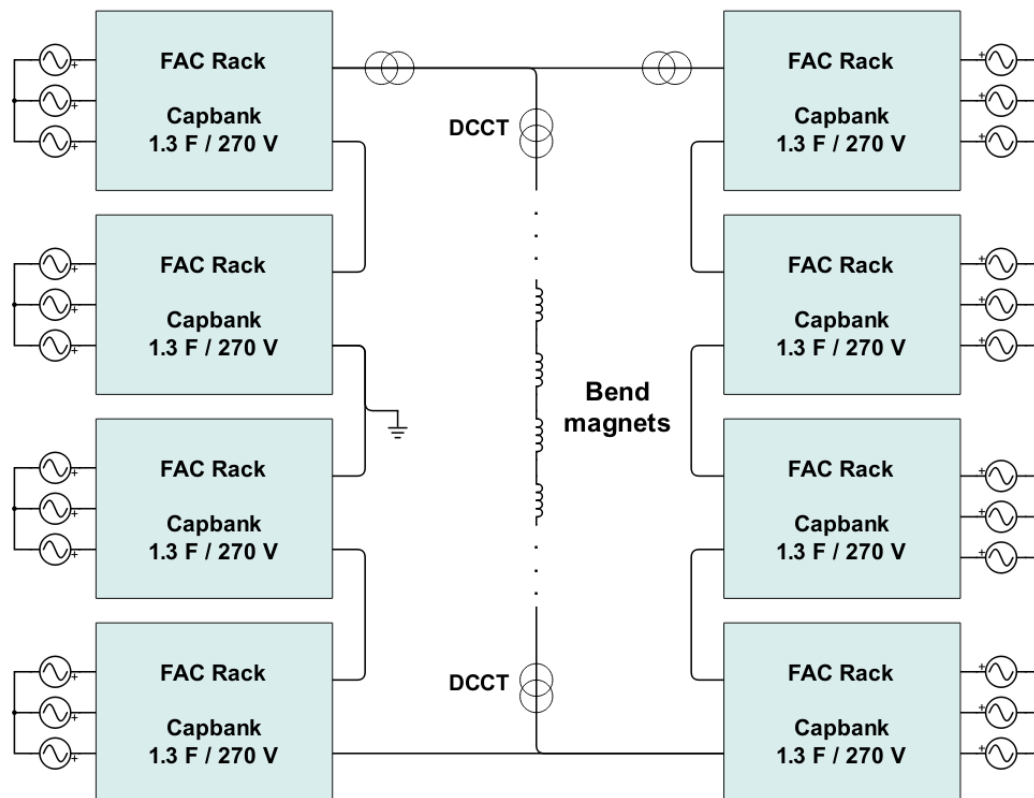 FAC Rack
Capbank
1.3 F / 270 V
FAC Rack
Capbank
1.3 F / 270 V
DCCT
FAC Rack
Capbank
1.3 F / 270 V
FAC Rack
Capbank
1.3 F / 270 V
Bend
magnets
FAC Rack
Capbank
1.3 F / 270 V
FAC Rack
Capbank
1.3 F / 270 V
FAC Rack
Capbank
1.3 F / 270 V
DCCT
FAC Rack
Capbank
1.3 F / 270 V